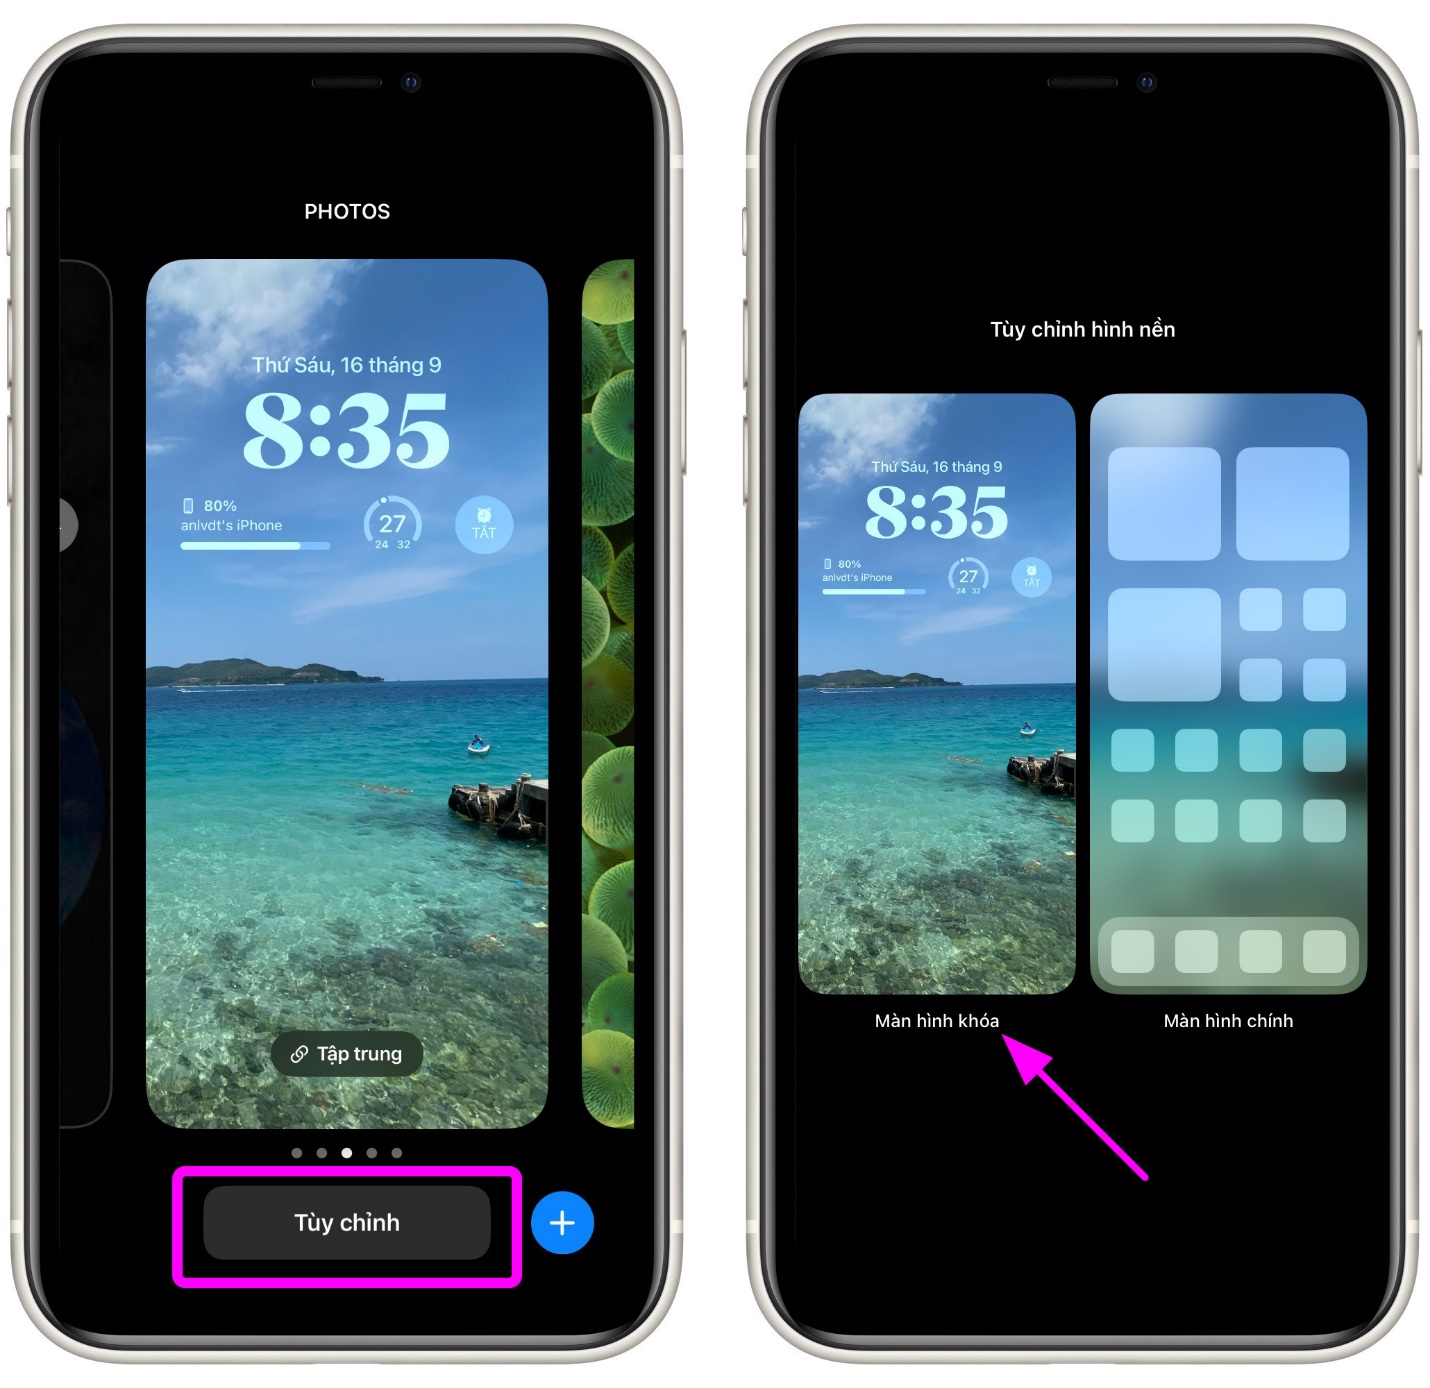 PHOTOS
Thứ Sáu, 16 tháng 9
8:35
80%
anlvdt's iPhone
27
24 32
TẮT
Tập trung
Tùy chỉnh
Tùy chỉnh hình nền
Thứ Sáu, 16 tháng 9
8:35
80%
anlvdt's iPhone
27
24 32
TẮT
Màn hình khóa
Màn hình chính